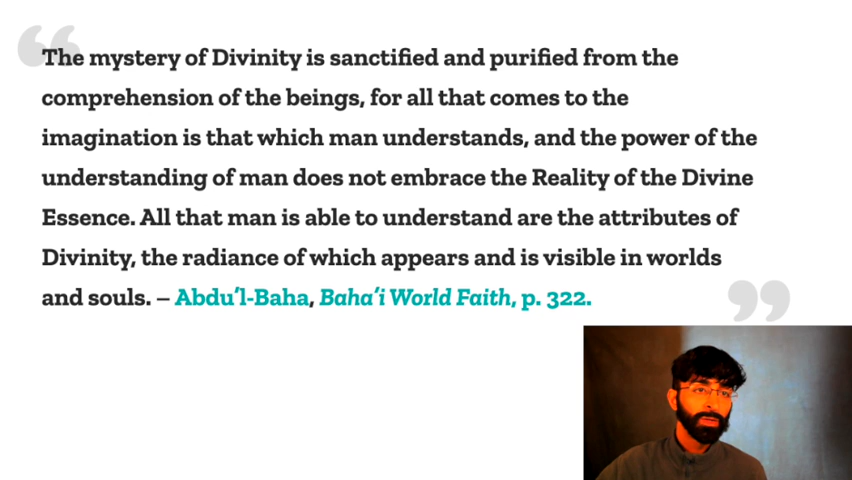 The mystery of Divinity is sanctified and purified from the
comprehension of the beings, for all that comes to the
imagination is that which man understands, and the power of the
understanding of man does not embrace the Reality of the Divine
Essence. All that man is able to understand are the attributes of
Divinity, the radiance of which appears and is visible in worlds
and souls. – Abdu’l-Baha, Baha’i World Faith, p. 322.